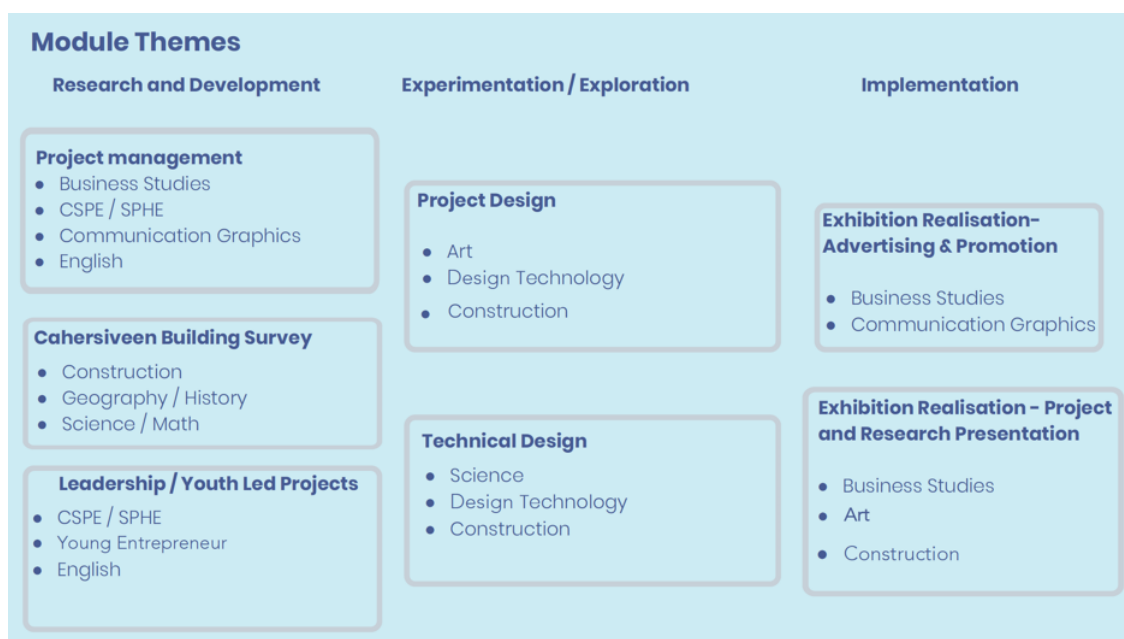 Module Themes
Research and Development
Project management
● Business Studies
● CSPE / SPHE
● Communication Graphics
● English
Cahersiveen Building Survey
● Construction
● Geography / History
● Science / Math
Leadership / Youth Led Projects
● CSPE / SPHE
● Young Entrepreneur
● English
Experimentation / Exploration
Project Design
● Art
● Design Technology
● Construction
Technical Design
● Science
● Design Technology
● Construction
Implementation
Exhibition Realisation-
Advertising & Promotion
● Business Studies
● Communication Graphics
Exhibition Realisation - Project
and Research Presentation
● Business Studies
● Art
● Construction